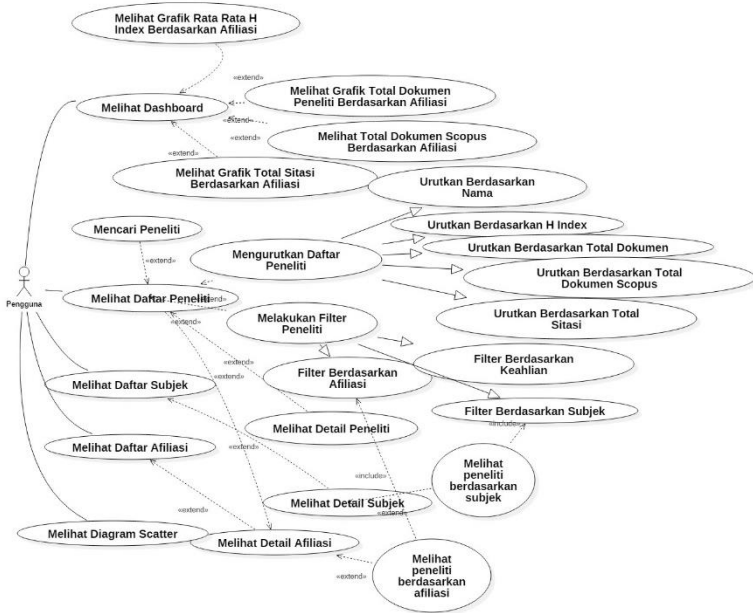 Melihat Grafik Rata Rata H
Index Berdasarkan Afiliasi
«extend»
Melihat Dashboard
Melihat Grafik Total Dokumen
Peneliti Berdasarkan Afiliasi
«extend»
«extend»
Melihat Total Dokumen Scopus
Berdasarkan Afiliasi
«extend»
Melihat Grafik Total Sitasi
Berdasarkan Afiliasi
Urutkan Berdasarkan
Nama
Mencari Peneliti
Urutkan Berdasarkan H Index
Mengurutkan Daftar
Peneliti
Urutkan Berdasarkan Total Dokumen
«extend»
Urutkan Berdasarkan Total
Dokumen Scopus
Pengguna
Melihat Daftar Peneliti
«extend»
«extend»
Melakukan Filter
Peneliti
Urutkan Berdasarkan Total
Sitasi
«extend»
Filter Berdasarkan
Keahlian
Filter Berdasarkan
Afiliasi
Melihat Daftar Subjek
Filter Berdasarkan Subjek
Melihat Detail Peneliti
«include»
Melihat Daftar Afiliasi
«extend»
Melihat
peneliti
berdasarkan
subjek
«include»
Melihat Detail Subjek
«extend»
«extend»
Melihat Diagram Scatter
Melihat Detail Afiliasi
Melihat
peneliti
berdasarkan
afiliasi
«extend»